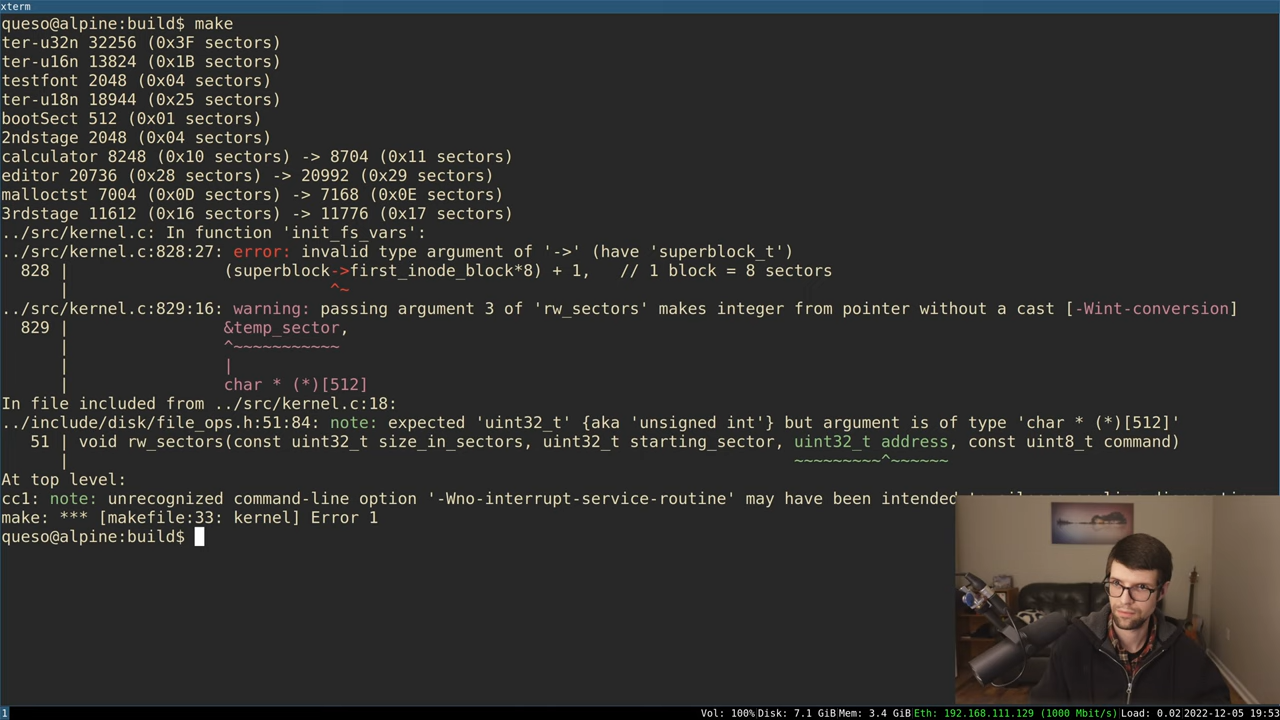 xterm
queso@alpine:build$ make
ter-u32n 32256 (0x3F sectors)
ter-u16n 13824 (0x1B sectors)
testfont 2048 (0x04 sectors)
ter-u18n 18944 (0x25 sectors)
bootSect 512 (0x01 sectors)
2ndstage 2048 (0x04 sectors)
calculator 8248 (0x10 sectors) -> 8704 (0x11 sectors)
editor 20736 (0x28 sectors) -> 20992 (0x29 sectors)
malloctst 7004 (0x0D sectors) -> 7168 (0x0E sectors)
3rdstage 11612 (0x16 sectors) -> 11776 (0x17 sectors)
../src/kernel.c: In function 'init_fs_vars':
../src/kernel.c:828:27: error: invalid type argument of '->' (have 'superblock_t')
828 | (superblock->first_inode_block*8) + 1, // 1 block = 8 sectors
| ^~
../src/kernel.c:829:16: warning: passing argument 3 of 'rw_sectors' makes integer from pointer without a cast [-Wint-conversion]
829 | &temp_sector,
| ^~~~~~~~~~~~
| |
| char * (*)[512]
In file included from ../src/kernel.c:18:
../include/disk/file_ops.h:51:84: note: expected 'uint32_t' {aka 'unsigned int'} but argument is of type 'char * (*)[512]'
51 | void rw_sectors(const uint32_t size_in_sectors, uint32_t starting_sector, uint32_t address, const uint8_t command)
| ~~~~~~~~~^~~~~~~
At top level:
cc1: note: unrecognized command-line option '-Wno-interrupt-service-routine' may have been intended
make: *** [makefile:33: kernel] Error 1
queso@alpine:build$
1 Vol: 100% Disk: 7.1 GiB Mem: 3.4 GiB Eth: 192.168.111.129 (1000 Mbit/s) Load: 0.02 2022-12-05 19:53